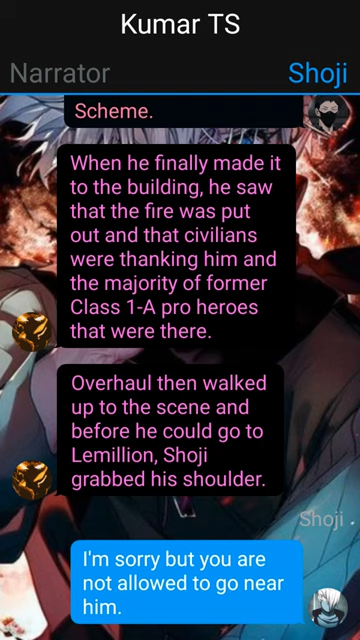 Kumar TS
Narrator
Shoji
Scheme.
When he finally made it
to the building, he saw
that the fire was put
out and that civilians
were thanking him and
the majority of former
Class 1-A pro heroes
that were there.
Overhaul then walked
up to the scene and
before he could go to
Lemillion, Shoji
grabbed his shoulder.
Shoji .
I'm sorry but you are
not allowed to go near
him.